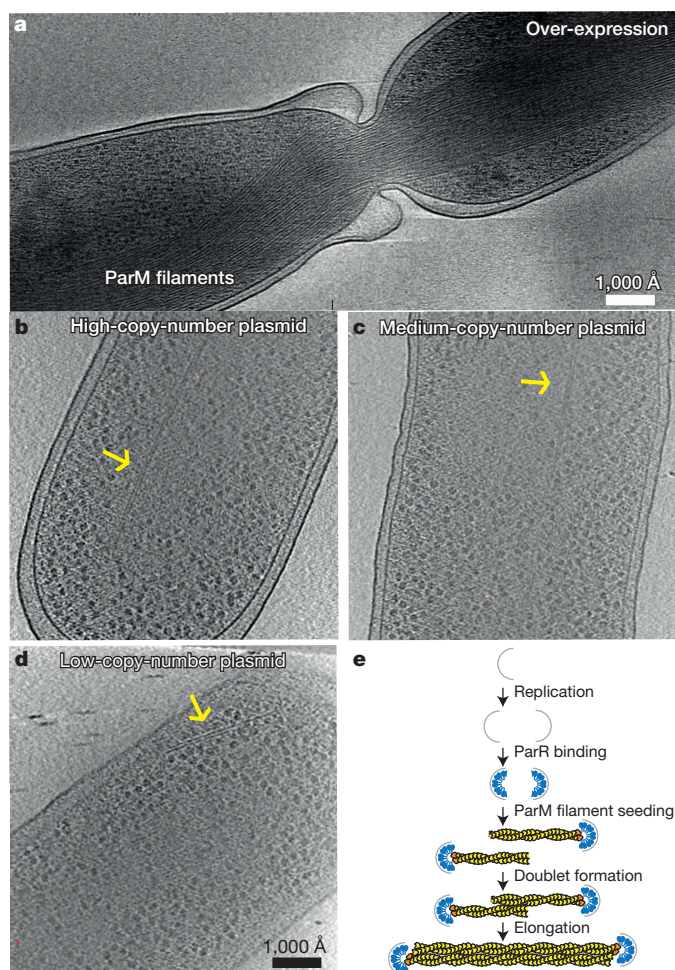 a
Over-expression
ParM filaments
1,000 Å
b
High-copy-number plasmid
c
Medium-copy-number plasmid
d
Low-copy-number plasmid
1,000 Å
e
Replication
ParR binding
ParM filament seeding
Doublet formation
Elongation